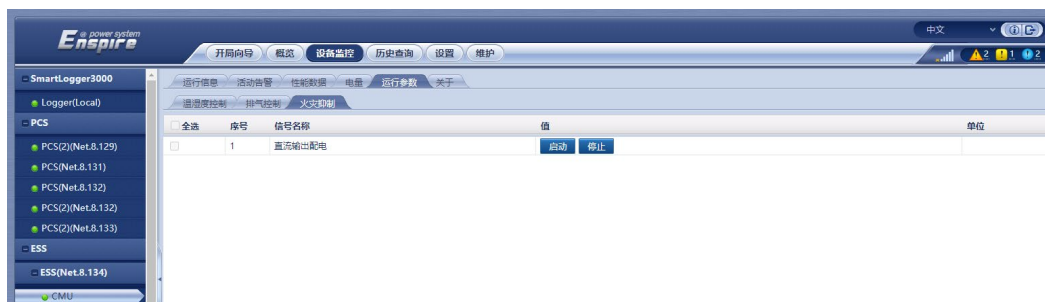 Enspire e power system
中文
开局向导 概览 设备监控 历史查询 设置 维护
2 1 2
SmartLogger3000
Logger(Local)
PCS
PCS(2)(Net.8.129)
PCS(Net.8.131)
PCS(Net.8.132)
PCS(2)(Net.8.132)
PCS(2)(Net.8.133)
ESS
ESS(Net.8.134)
CMU
运行信息 活动告警 性能数据 电量 运行参数 关于
温湿度控制 排气控制 火灾抑制
全选 序号 信号名称 值 单位
1 直流输出配电 启动 停止